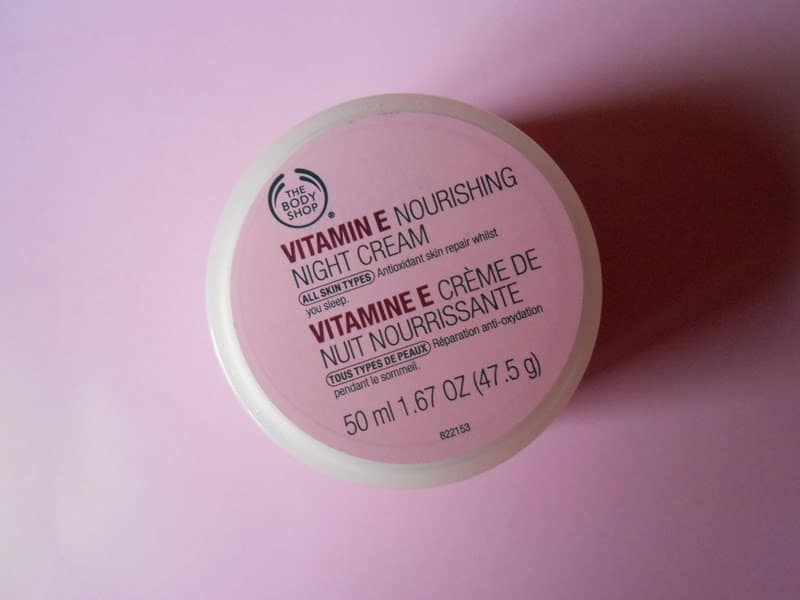 THE
BODY
SHOP
®
VITAMIN E NOURISHING
NIGHT CREAM
ALL SKIN TYPES Antioxidant skin repair whilst
you sleep.
VITAMINE E CRÈME DE
NUIT NOURRISSANTE
TOUS TYPES DE PEAUX Réparation anti-oxydation
pendant le sommeil.
50 ml 1.67 OZ (47.5 g)
822153